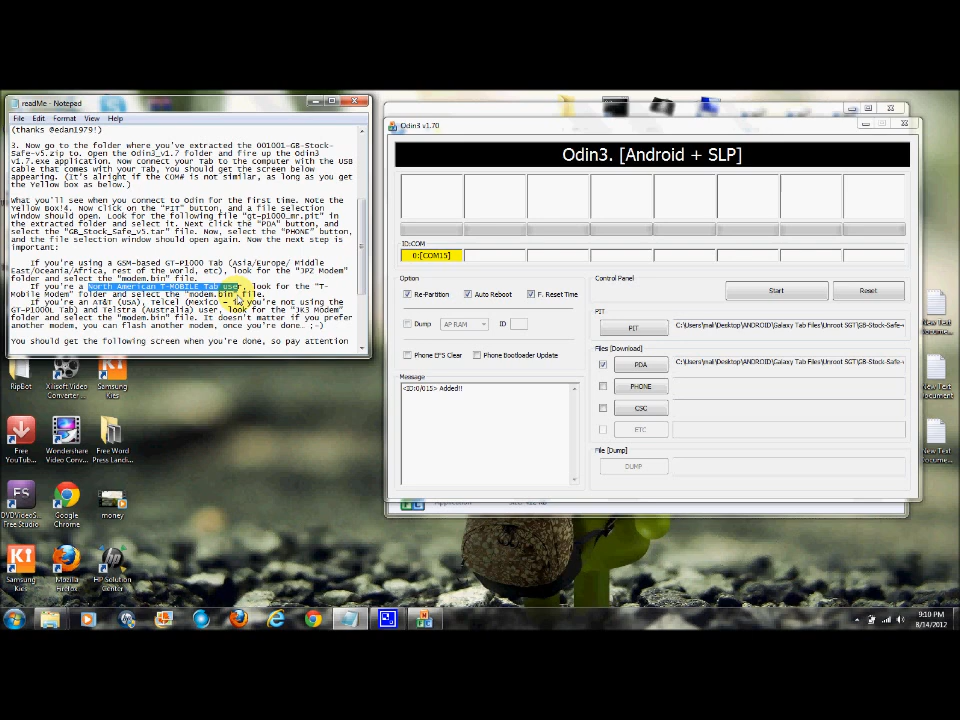 readMe - Notepad
File Edit Format View Help
(thanks @edan1979!)
3. Now go to the folder where you've extracted the 001001-GB-Stock-
Safe-v5.zip to. Open the Odin3_v1.7 folder and fire up the Odin3
v1.7.exe application. Now connect your Tab to the computer with the USB
cable that comes with your Tab, You should get the screen below
appearing. (It's alright if the COM# is not similar, as long as you get
the Yellow box as below.)
What you'll see when you connect to Odin for the first time. Note the
Yellow Box!4. Now click on the "PIT" button, and a file selection
window should open. Look for the following file "gt-p1000_mr.pit" in
the extracted folder and select it. Next click the "PDA" button, and
select the "GB_Stock_Safe_v5.tar" file. Now, select the "PHONE" button,
and the file selection window should open again. Now the next step is
important:
If you're using a GSM-based GT-P1000 Tab (Asia/Europe/ Middle
East/Oceania/Africa, rest of the world, etc), look for the "JPZ Modem"
folder and select the "modem.bin" file.
If you're a North American T-MOBILE Tab user, look for the "T-
Mobile Modem" folder and select the "modem.bin" file.
If you're an AT&T (USA), Telcel (Mexico - if you're not using the
GT-P1000L Tab) and Telstra (Australia) user, look for the "JK3 Modem"
folder and select the "modem.bin" file. It doesn't matter if you prefer
another modem, you can flash another modem, once you're done… ;-)
You should get the following screen when you're done, so pay attention
Odin3 v1.70
Odin3. [Android + SLP]
ID:COM
0:[COM15]
Option
Re-Partition Auto Reboot F. Reset Time
Dump AP RAM ID
Phone EFS Clear Phone Bootloader Update
Message
<ID:0/015> Added!!
Control Panel
Start Reset
PIT
PIT C:\Users\mal\Desktop\ANDROID\Galaxy Tab Files\Unroot SGT\GB-Stock-Safe-
Files [Download]
PDA C:\Users\mal\Desktop\ANDROID\Galaxy Tab Files\Unroot SGT\GB-Stock-Safe-
PHONE
CSC
ETC
File [Dump]
DUMP
RipBot
Xilisoft Video
Converter ...
Samsung
Kies
Free
YouTub...
Wondershare
Video Conv...
Free Word
Press Landi...
DVDVideoS...
Free Studio
Google
Chrome
money
Samsung
Kies
Mozilla
Firefox
HP Solution
Center
New Text
Docume...
New Text
Document
New Text
Docume...
9:10 PM
8/14/2012